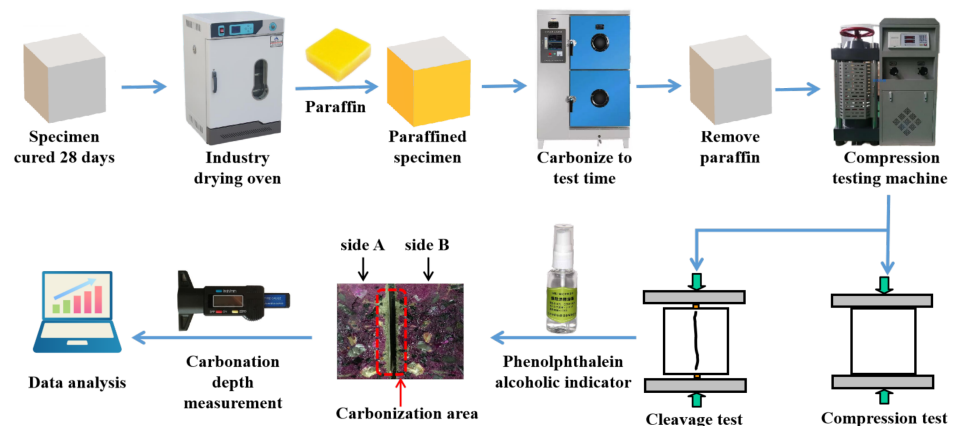 Specimen
cured 28 days
Industry
drying oven
Paraffin
Paraffined
specimen
Carbonize to
test time
Remove
paraffin
Compression
testing machine
side A
side B
Data analysis
Carbonation
depth
measurement
Carbonization area
Phenolphthalein
alcoholic indicator
Cleavage test
Compression test